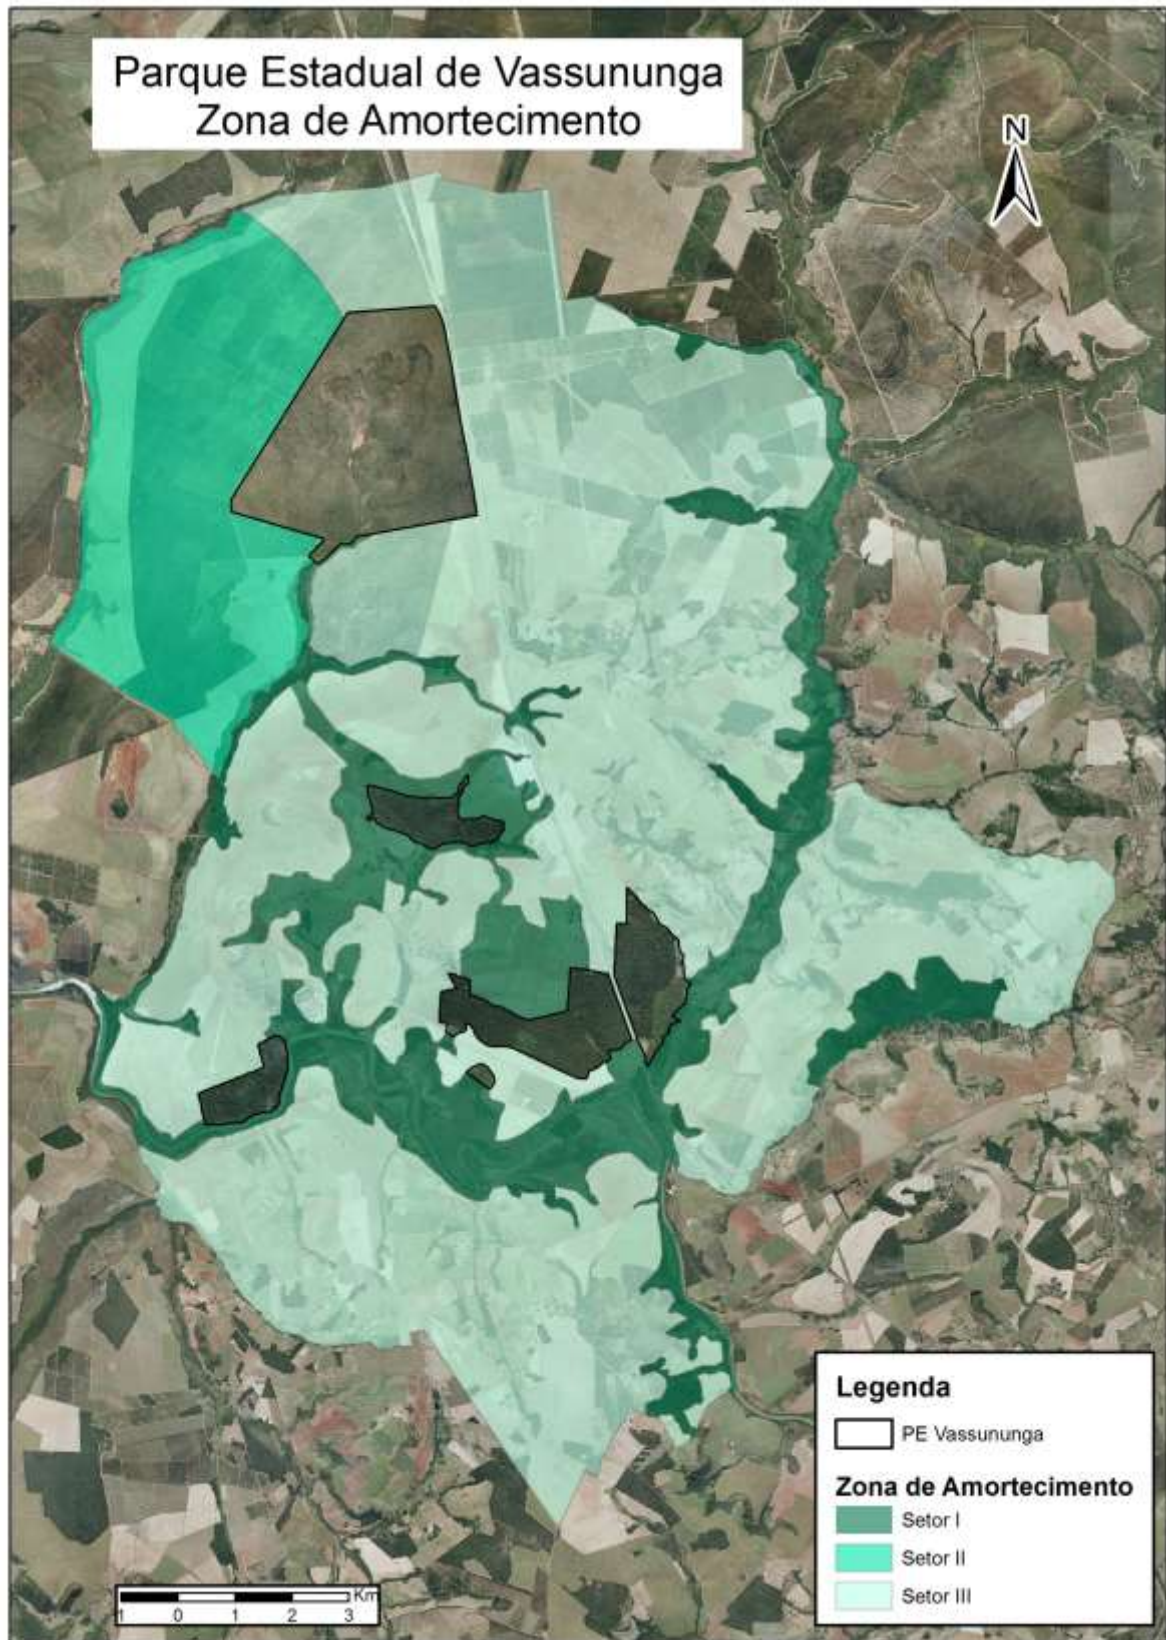 Parque Estadual de Vassununga
Zona de Amortecimento
N
Legenda
PE Vassununga
Zona de Amortecimento
Setor I
Setor II
Setor III
Km
1 0 1 2 3